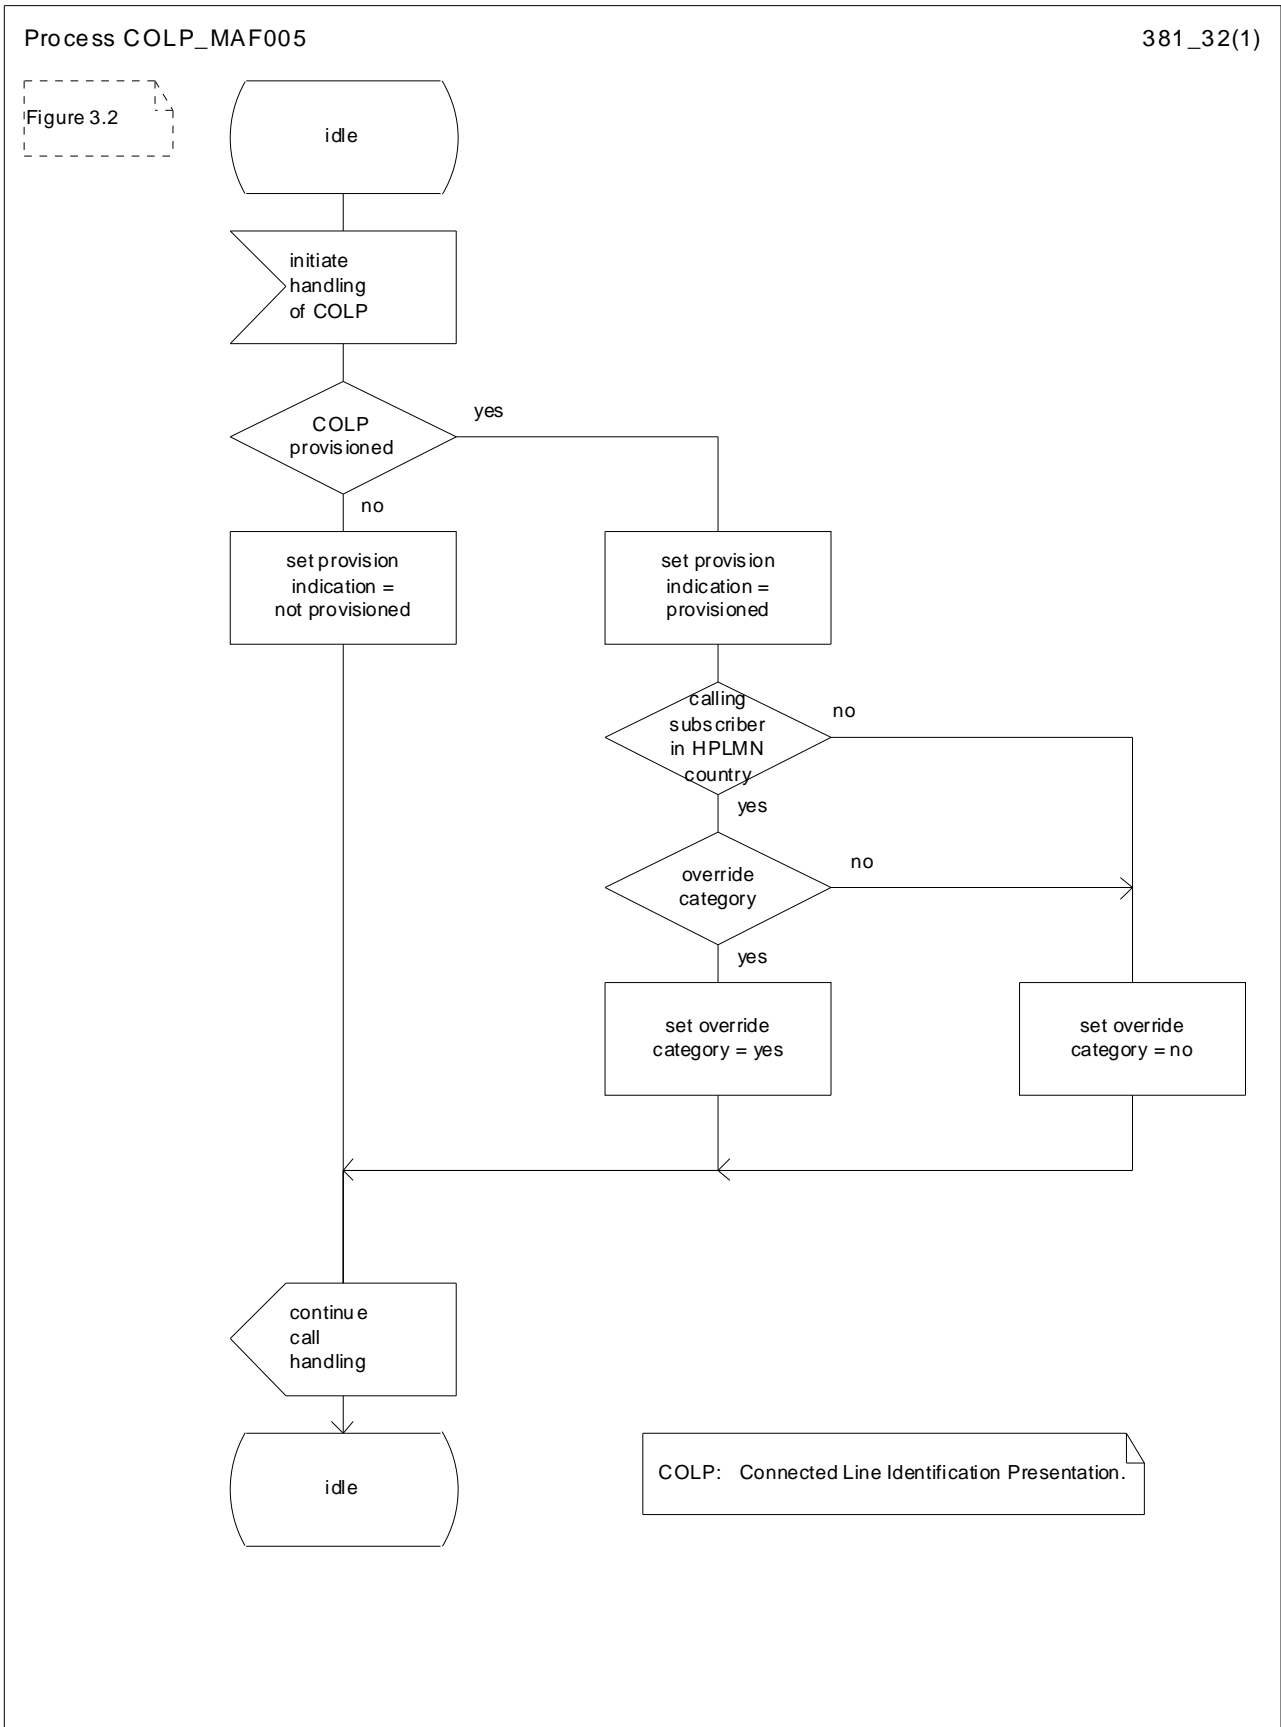 Process COLP_MAF005
381_32(1)
Figure 3.2
idle
initiate
handling
of COLP
COLP
provisioned
yes
no
set provision
indication =
not provisioned
set provision
indication =
provisioned
calling
subscriber
in HPLMN
country
no
yes
override
category
no
yes
set override
category = yes
set override
category = no
continue
call
handling
idle
COLP: Connected Line Identification Presentation.